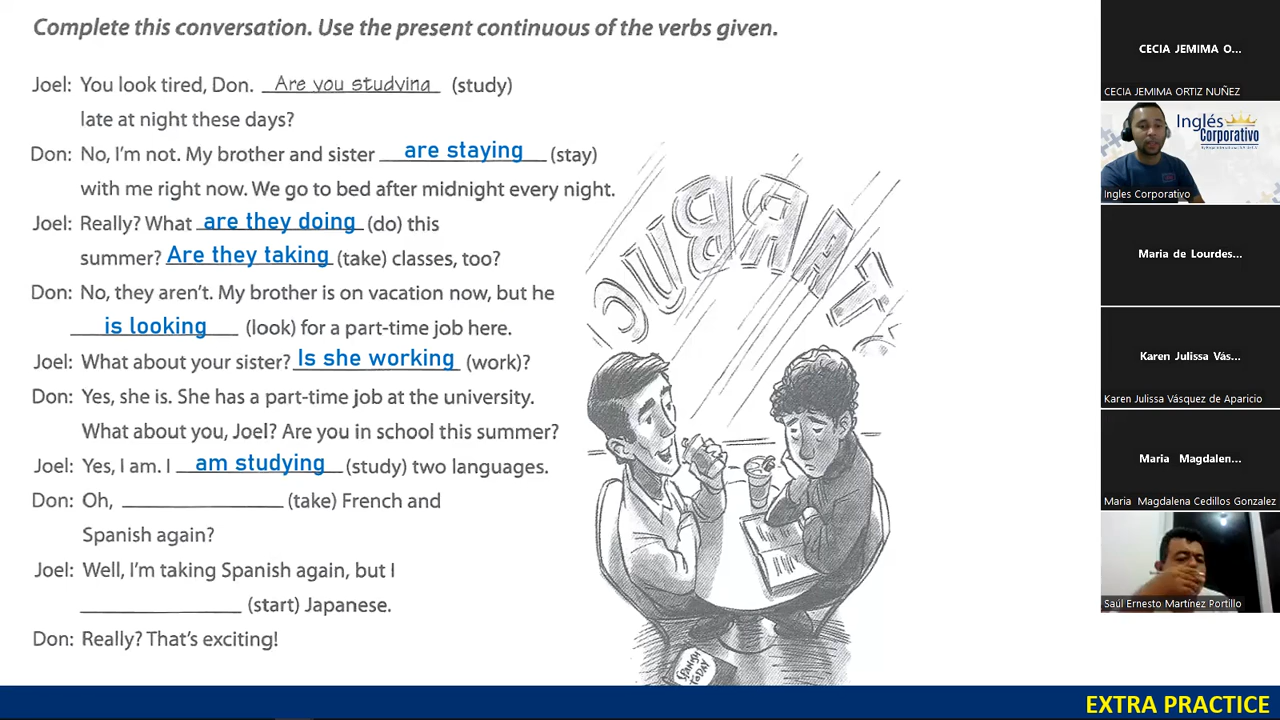 Complete this conversation. Use the present continuous of the verbs given.
Joel: You look tired, Don. Are you studying (study)
late at night these days?
Don: No, I'm not. My brother and sister are staying (stay)
with me right now. We go to bed after midnight every night.
Joel: Really? What are they doing (do) this
summer? Are they taking (take) classes, too?
Don: No, they aren't. My brother is on vacation now, but he
is looking (look) for a part-time job here.
Joel: What about your sister? Is she working (work)?
Don: Yes, she is. She has a part-time job at the university.
What about you, Joel? Are you in school this summer?
Joel: Yes, I am. I am studying (study) two languages.
Don: Oh, ____________ (take) French and
Spanish again?
Joel: Well, I'm taking Spanish again, but I
____________ (start) Japanese.
Don: Really? That's exciting!
TARBUC
SPANISH
TODAY
EXTRA PRACTICE
CECIA JEMIMA O...
CECIA JEMIMA ORTIZ NUÑEZ
Inglés
Corporativo
Ingles Corporativo
Maria de Lourdes...
Karen Julissa Vás...
Karen Julissa Vásquez de Aparicio
Maria Magdalen...
Maria Magdalena Cedillos Gonzalez
Saúl Ernesto Martínez Portillo